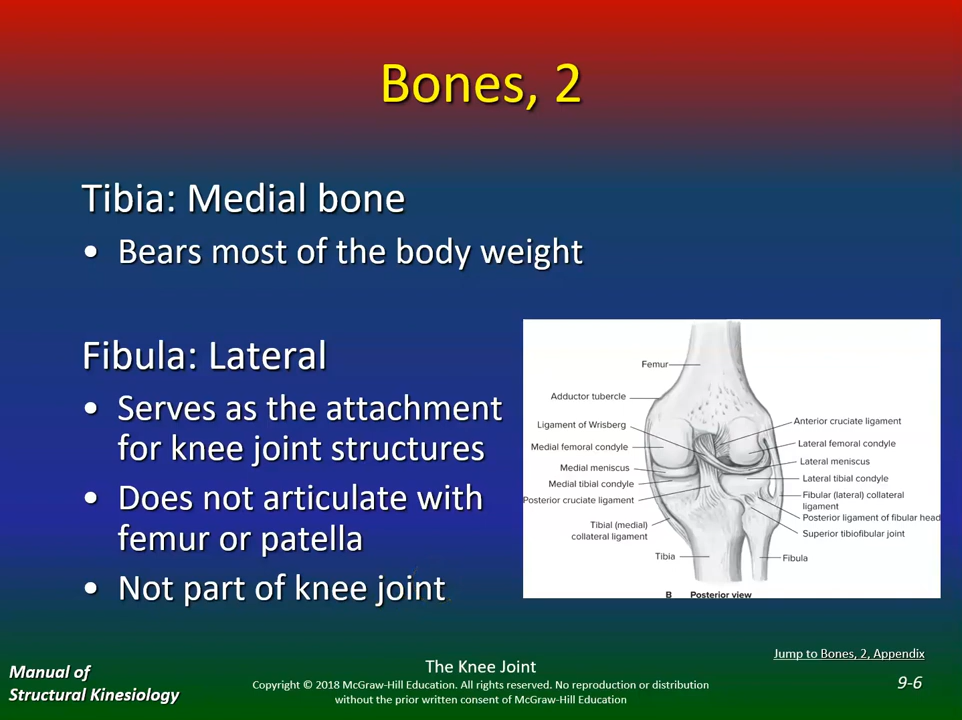 Bones, 2
Tibia: Medial bone
• Bears most of the body weight
Fibula: Lateral
• Serves as the attachment
for knee joint structures
• Does not articulate with
femur or patella
• Not part of knee joint
Femur
Adductor tubercle
Ligament of Wrisberg
Medial femoral condyle
Medial meniscus
Medial tibial condyle
Posterior cruciate ligament
Tibial (medial)
collateral ligament
Tibia
Anterior cruciate ligament
Lateral femoral condyle
Lateral meniscus
Lateral tibial condyle
Fibular (lateral) collateral
ligament
Posterior ligament of fibular head
Superior tibiofibular joint
Fibula
B Posterior view
Jump to Bones, 2, Appendix
Manual of
Structural Kinesiology
The Knee Joint
Copyright © 2018 McGraw-Hill Education. All rights reserved. No reproduction or distribution
without the prior written consent of McGraw-Hill Education
9-6